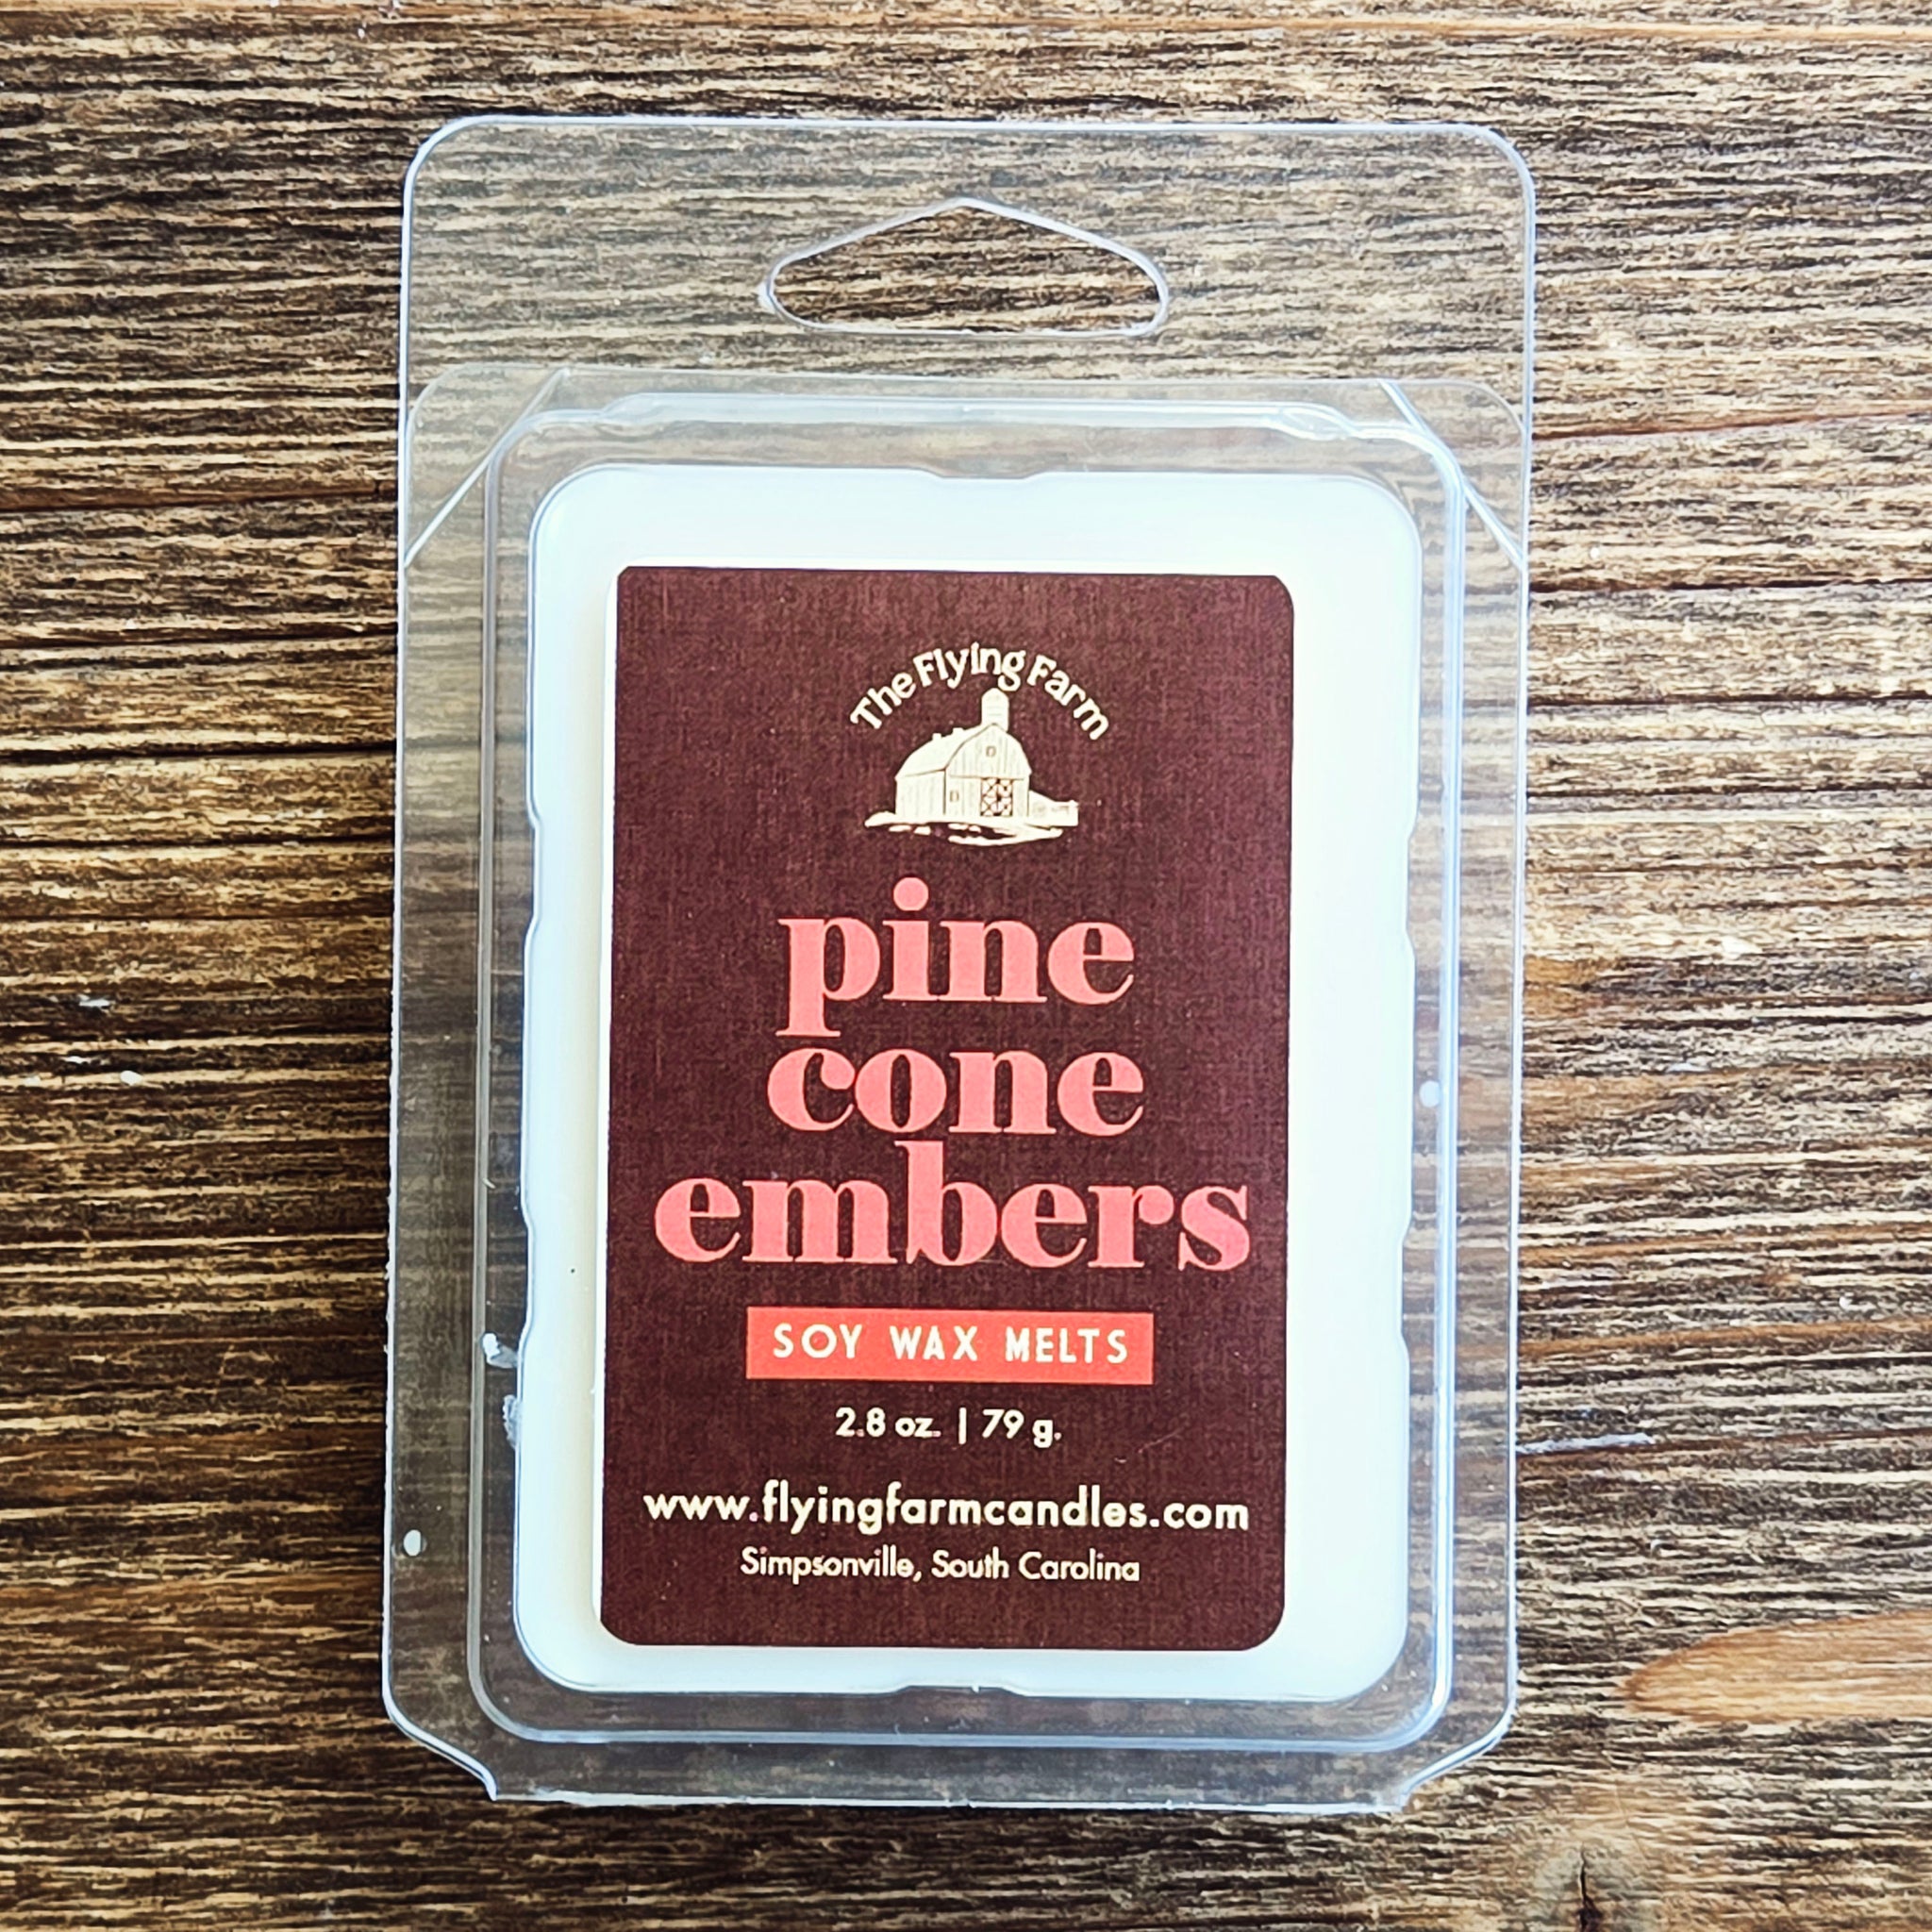 The Flying Farm
pine
cone
embers
SOY WAX MELTS
2.8 oz. | 79 g.
www.flyingfarmcandles.com
Simpsonville, South Carolina